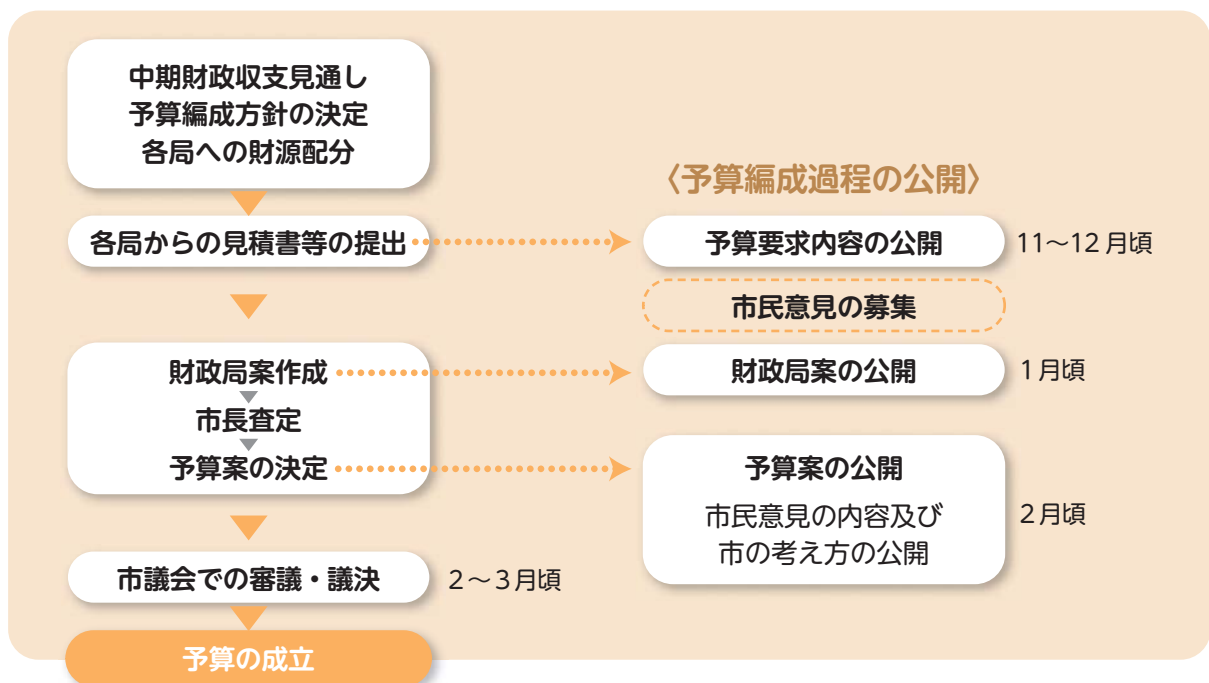 中期財政収支見通し
予算編成方針の決定
各局への財源配分
〈予算編成過程の公開〉
各局からの見積書等の提出
予算要求内容の公開
11～12月頃
市民意見の募集
財政局案作成
財政局案の公開
1月頃
市長査定
予算案の決定
予算案の公開
市民意見の内容及び
市の考え方の公開
2月頃
市議会での審議・議決
2～3月頃
予算の成立